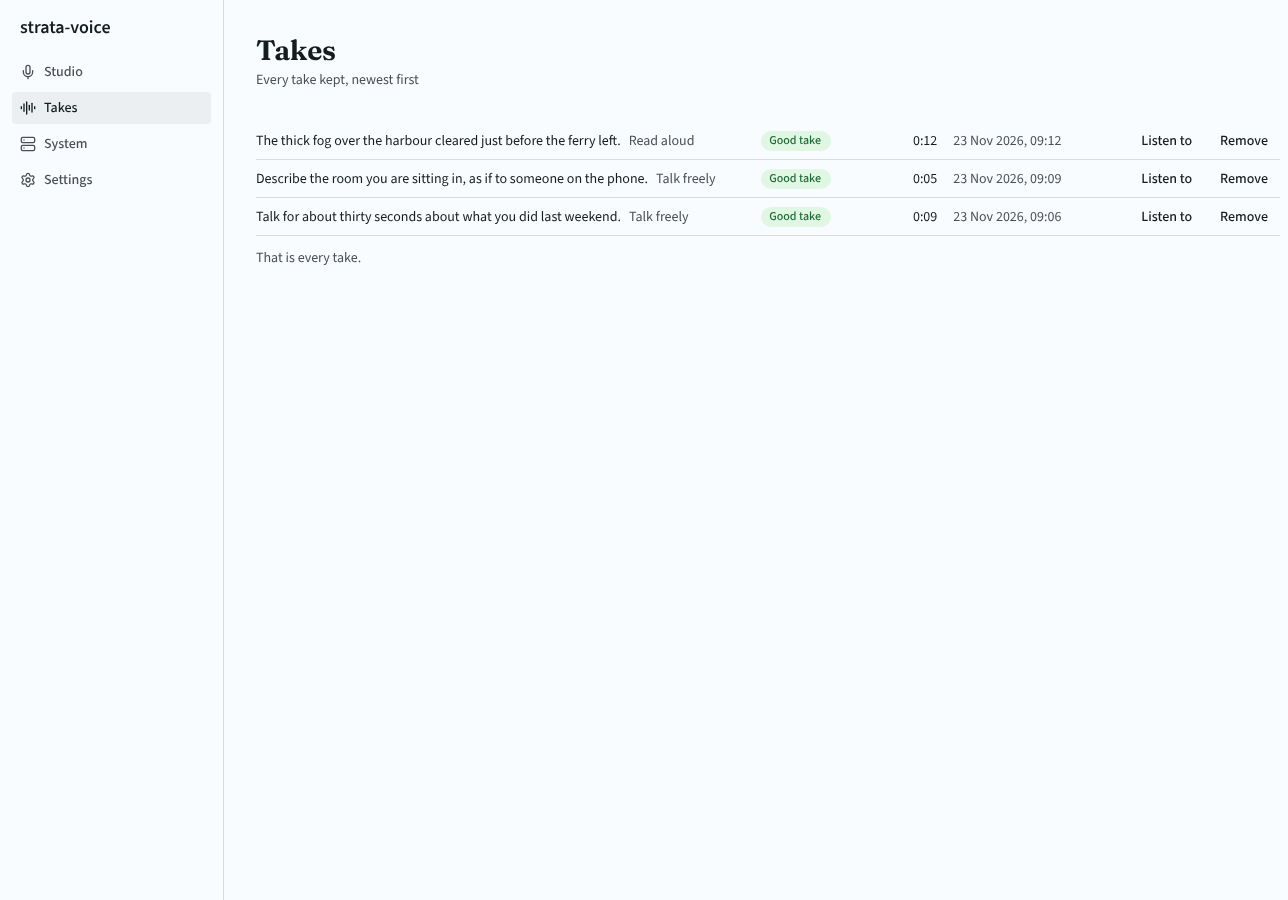 strata-voice
Studio
Takes
System
Settings
Takes
Every take kept, newest first
The thick fog over the harbour cleared just before the ferry left. Read aloud Good take 0:12 23 Nov 2026, 09:12 Listen to Remove
Describe the room you are sitting in, as if to someone on the phone. Talk freely Good take 0:05 23 Nov 2026, 09:09 Listen to Remove
Talk for about thirty seconds about what you did last weekend. Talk freely Good take 0:09 23 Nov 2026, 09:06 Listen to Remove
That is every take.